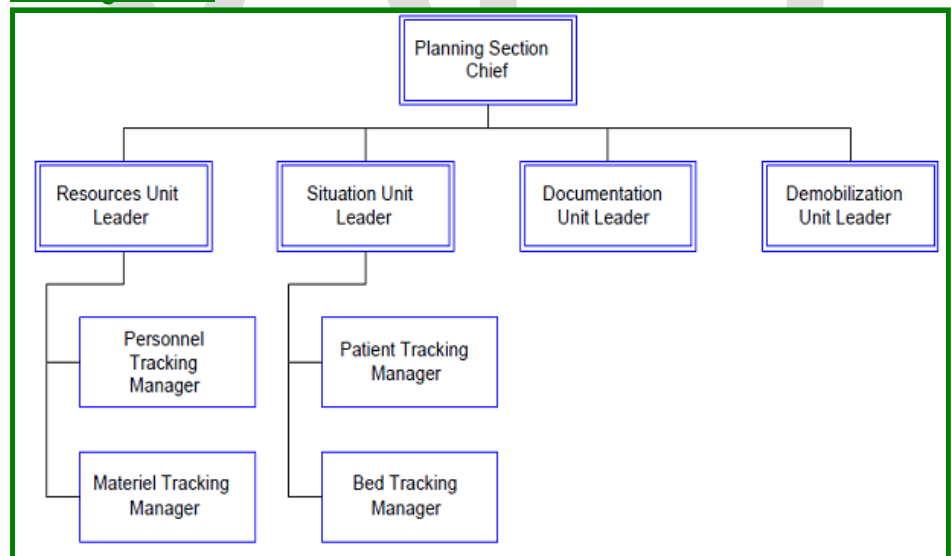 Planning Section
Chief
Resources Unit
Leader
Situation Unit
Leader
Documentation
Unit Leader
Demobilization
Unit Leader
Personnel
Tracking
Manager
Patient Tracking
Manager
Materiel Tracking
Manager
Bed Tracking
Manager